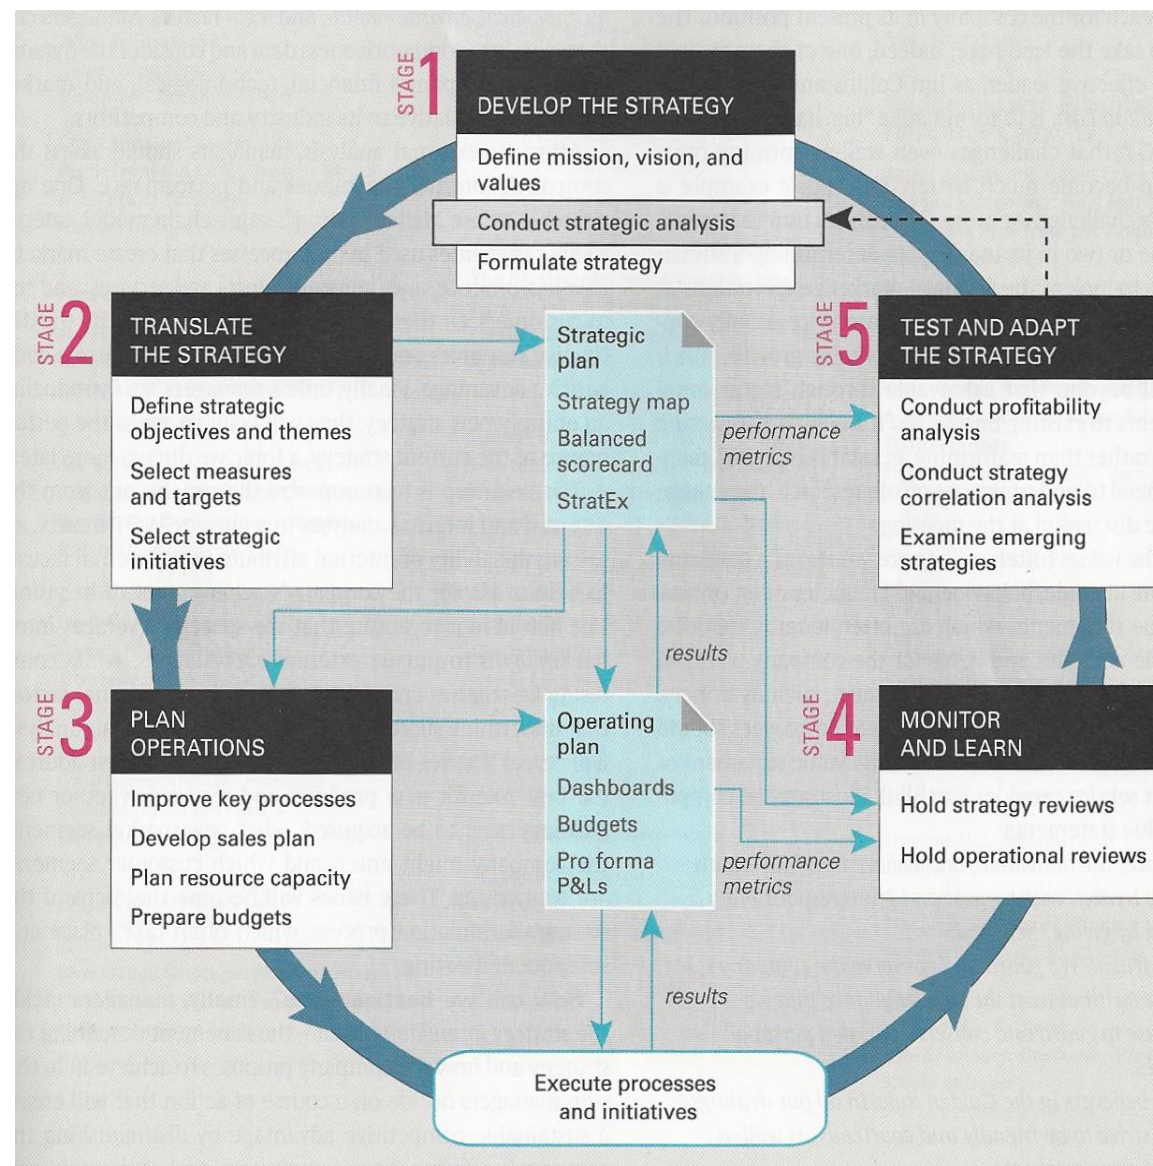 STAGE 1
DEVELOP THE STRATEGY
Define mission, vision, and
values
Conduct strategic analysis
Formulate strategy
STAGE 2
TRANSLATE
THE STRATEGY
Define strategic
objectives and themes
Select measures
and targets
Select strategic
initiatives
Strategic
plan
Strategy map
Balanced
scorecard
StratEx
performance
metrics
STAGE 5
TEST AND ADAPT
THE STRATEGY
Conduct profitability
analysis
Conduct strategy
correlation analysis
Examine emerging
strategies
results
STAGE 3
PLAN
OPERATIONS
Improve key processes
Develop sales plan
Plan resource capacity
Prepare budgets
Operating
plan
Dashboards
Budgets
Pro forma
P&Ls
performance
metrics
STAGE 4
MONITOR
AND LEARN
Hold strategy reviews
Hold operational reviews
results
Execute processes
and initiatives